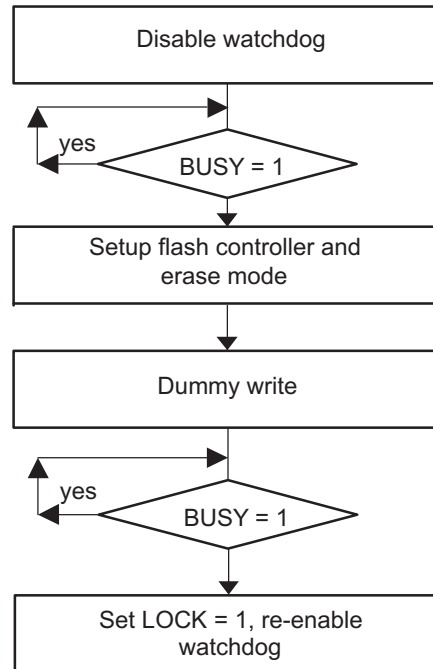 Disable watchdog
yes
BUSY = 1
Setup flash controller and
erase mode
Dummy write
yes
BUSY = 1
Set LOCK = 1, re-enable
watchdog